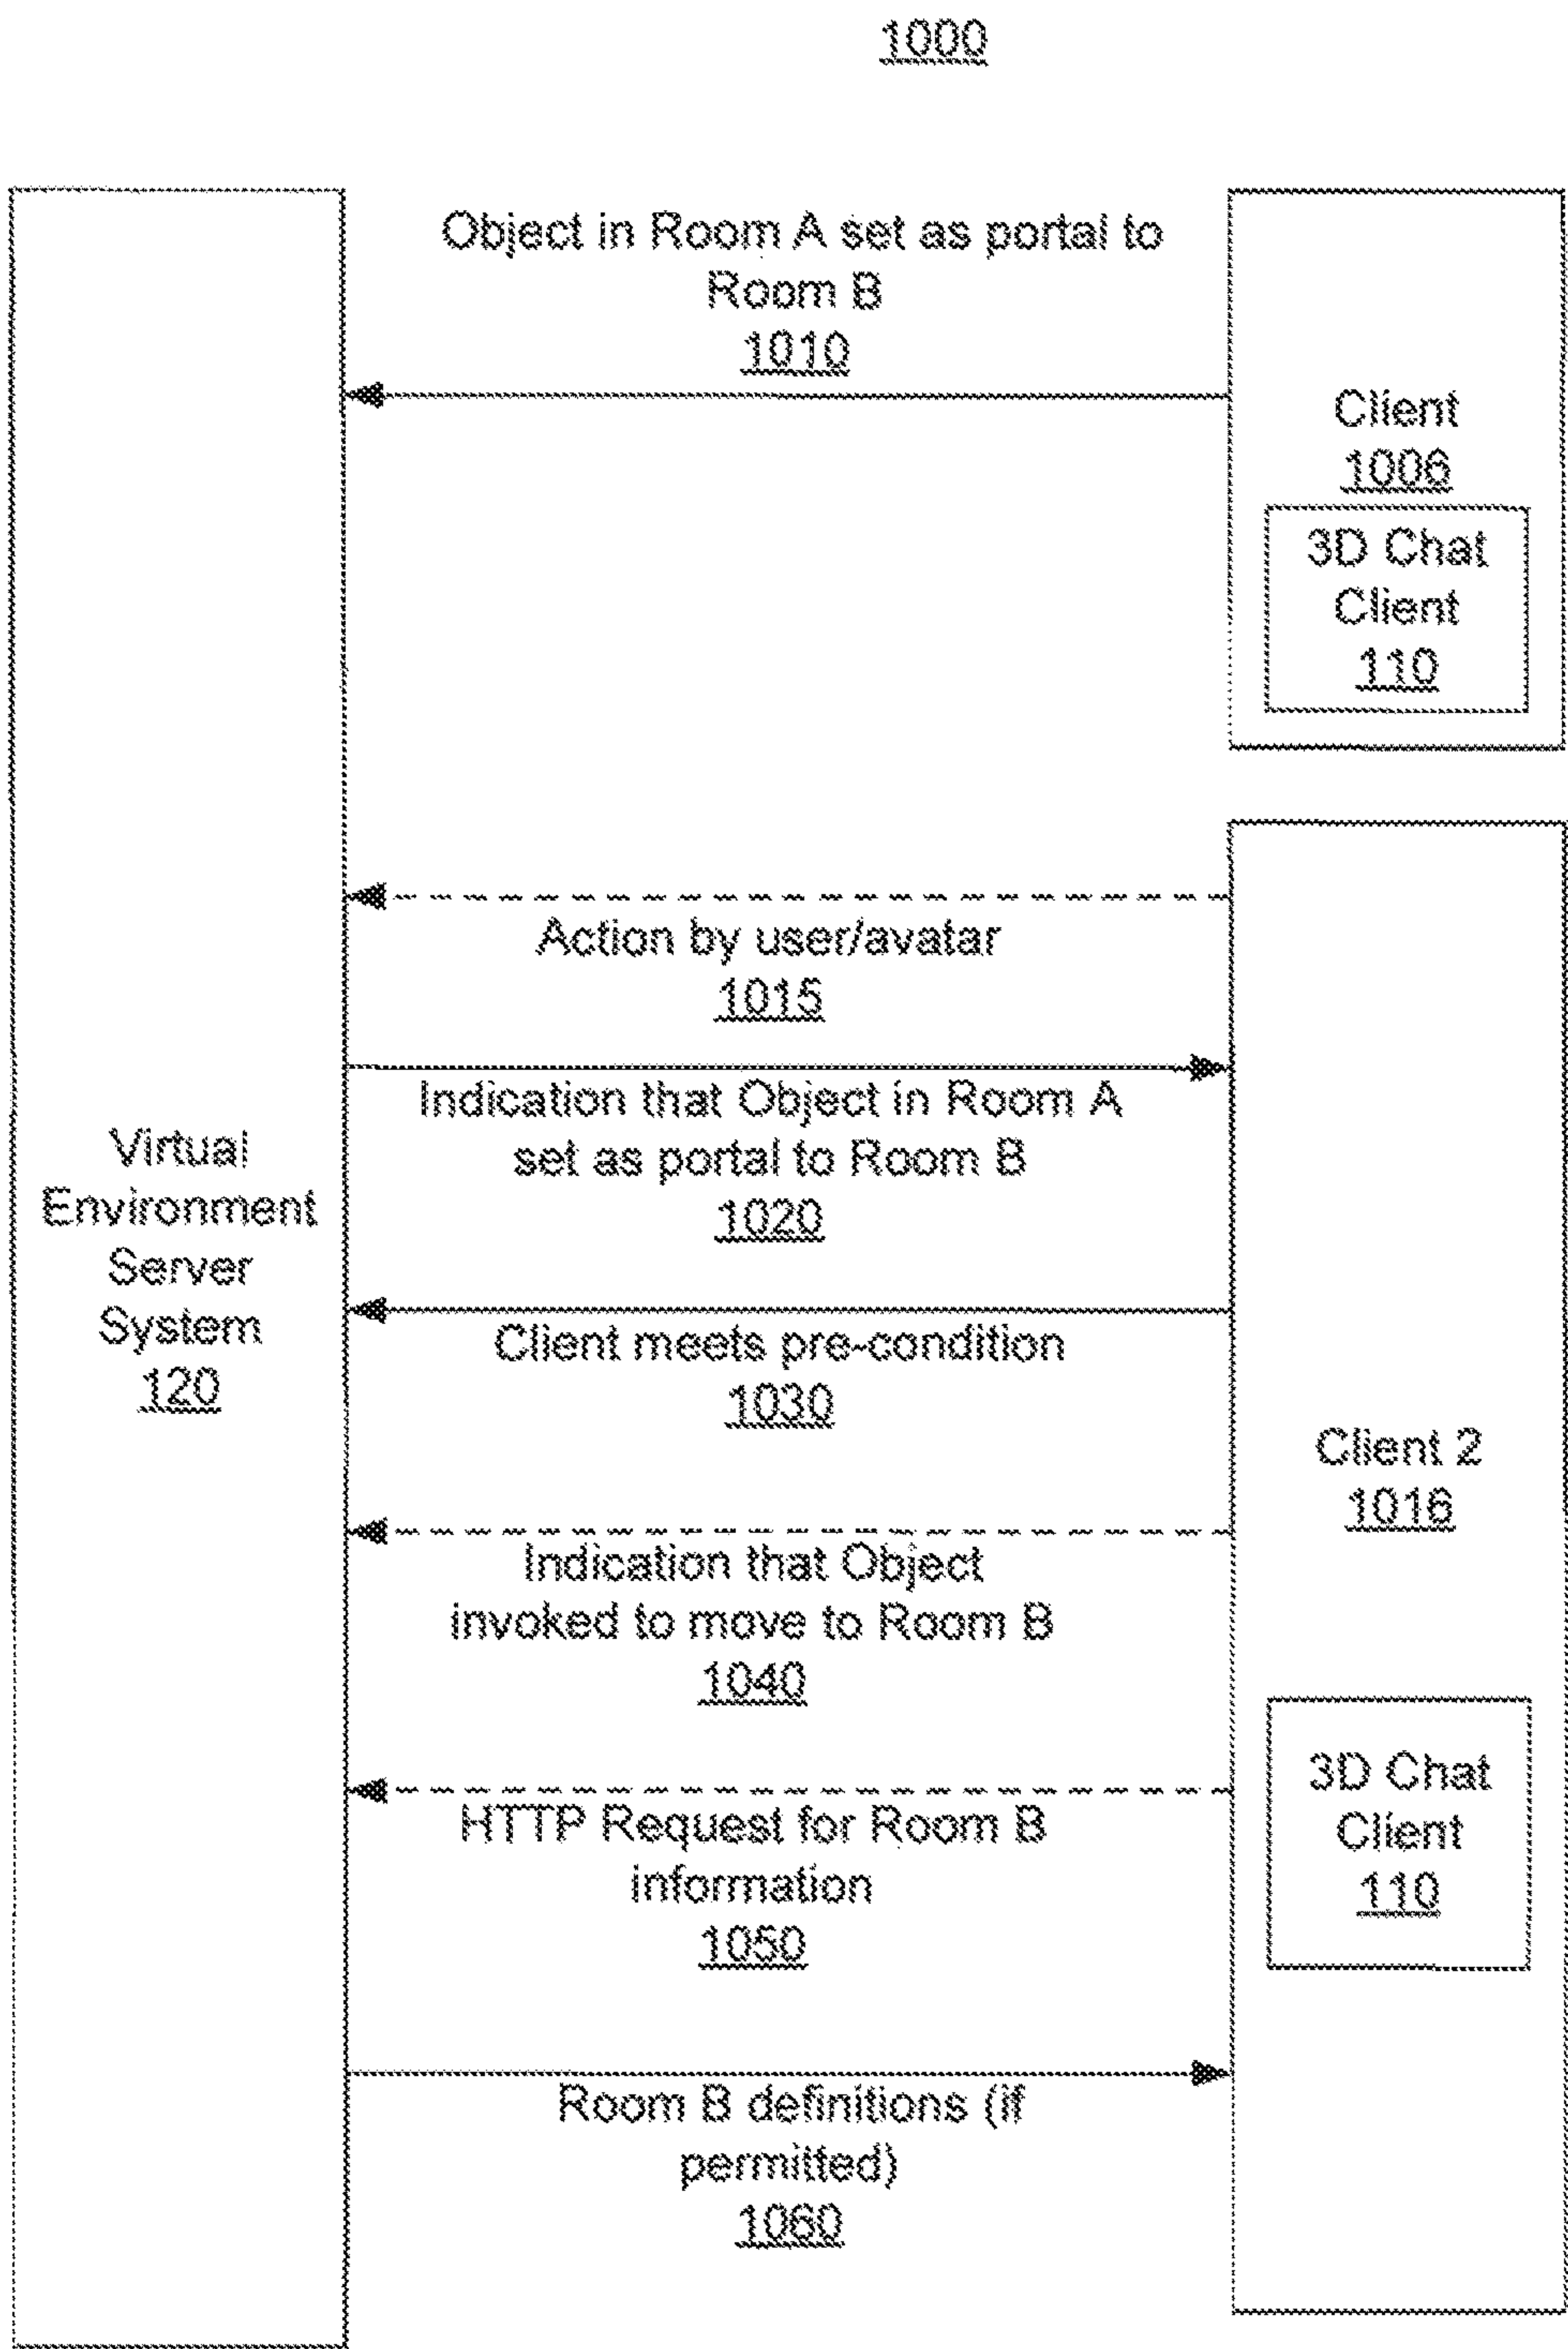 1000
Object in Room A set as portal to
Room B
1010
Client
1006
3D Chat
Client
110
Action by user/avatar
1015
Indication that Object in Room A
set as portal to Room B
1020
Virtual
Environment
Server
System
120
Client meets pre-condition
1030
Client 2
1016
Indication that Object
invoked to move to Room B
1040
3D Chat
Client
110
HTTP Request for Room B
information
1050
Room B definitions (if
permitted)
1060